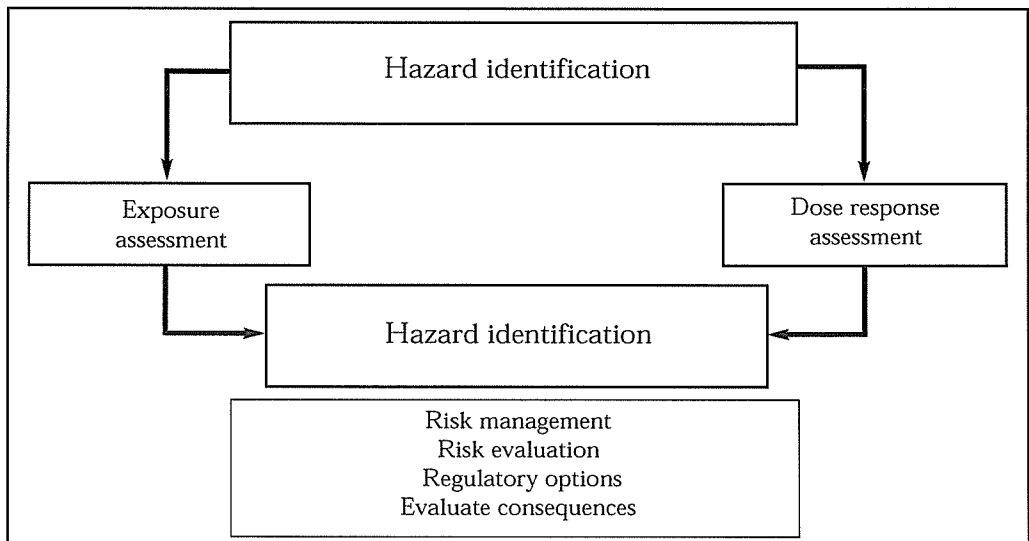 Hazard identification
Exposure
assessment
Dose response
assessment
Hazard identification
Risk management
Risk evaluation
Regulatory options
Evaluate consequences